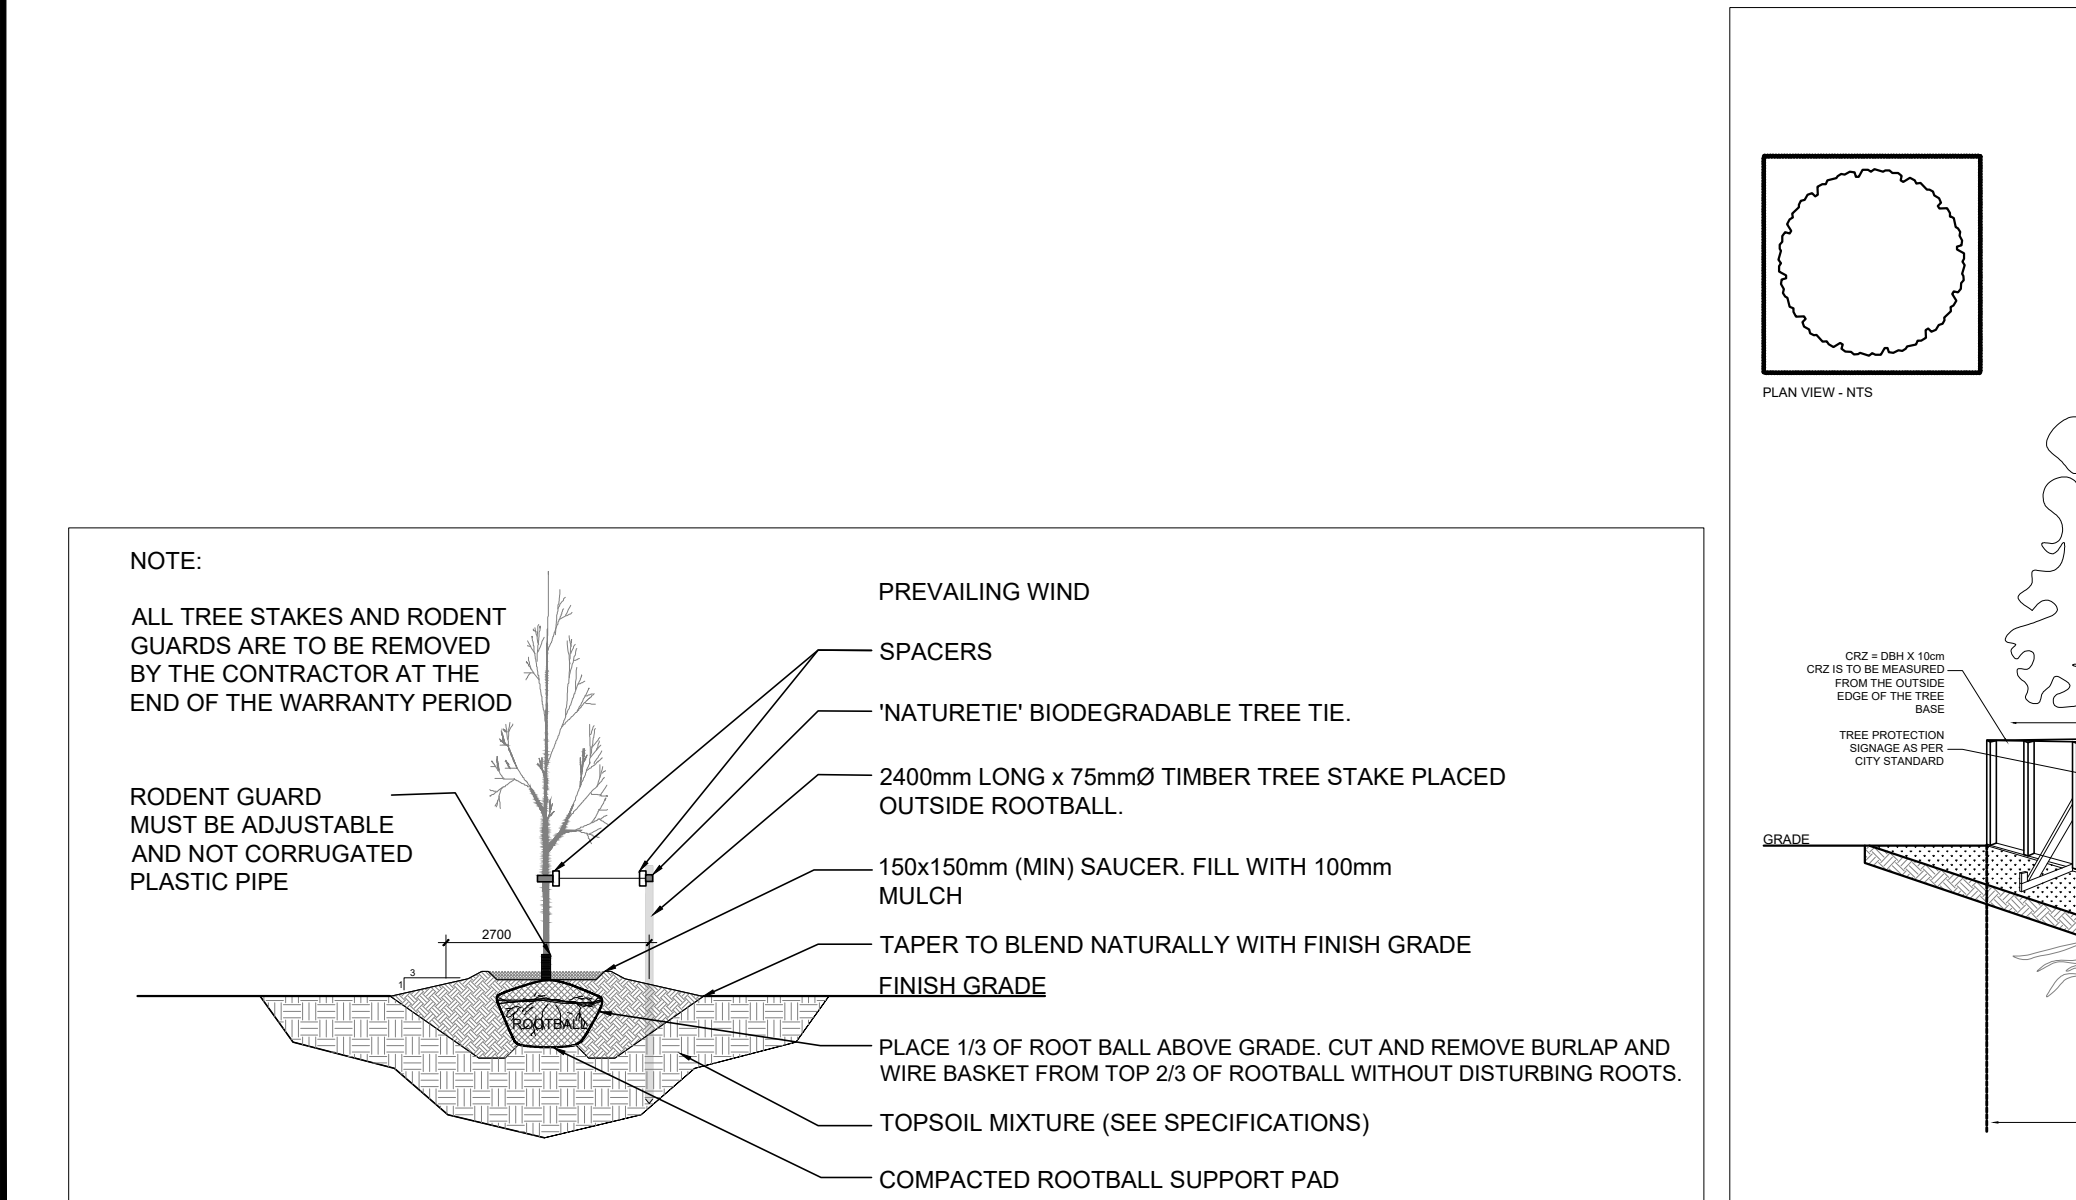 NOTE:
ALL TREE STAKES AND RODENT
GUARDS ARE TO BE REMOVED
BY THE CONTRACTOR AT THE
END OF THE WARRANTY PERIOD
RODENT GUARD
MUST BE ADJUSTABLE
AND NOT CORRUGATED
PLASTIC PIPE
2700
3
1
ROOTBALL
PREVAILING WIND
SPACERS
'NATURETIE' BIODEGRADABLE TREE TIE.
2400mm LONG x 75mmØ TIMBER TREE STAKE PLACED
OUTSIDE ROOTBALL.
150x150mm (MIN) SAUCER. FILL WITH 100mm
MULCH
TAPER TO BLEND NATURALLY WITH FINISH GRADE
FINISH GRADE
PLACE 1/3 OF ROOT BALL ABOVE GRADE. CUT AND REMOVE BURLAP AND
WIRE BASKET FROM TOP 2/3 OF ROOTBALL WITHOUT DISTURBING ROOTS.
TOPSOIL MIXTURE (SEE SPECIFICATIONS)
COMPACTED ROOTBALL SUPPORT PAD
PLAN VIEW - NTS
CRZ = DBH X 10cm
CRZ IS TO BE MEASURED
FROM THE OUTSIDE
EDGE OF THE TREE
BASE
TREE PROTECTION
SIGNAGE AS PER
CITY STANDARD
GRADE